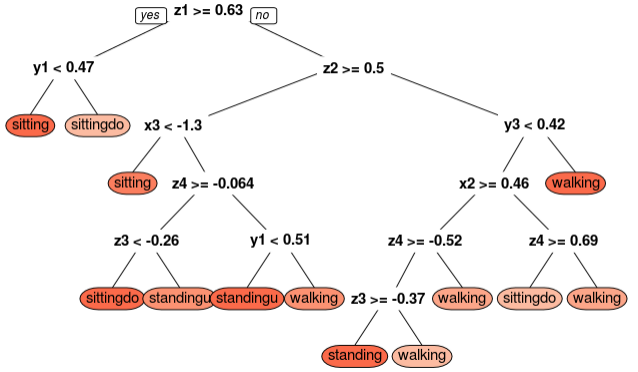 yes z1 >= 0.63 no
y1 < 0.47 z2 >= 0.5
sitting sittingdo x3 < -1.3 y3 < 0.42
sitting z4 >= -0.064 x2 >= 0.46 walking
z3 < -0.26 y1 < 0.51 z4 >= -0.52 z4 >= 0.69
sittingdo standingu standingu walking z3 >= -0.37 walking sittingdo walking
standing walking